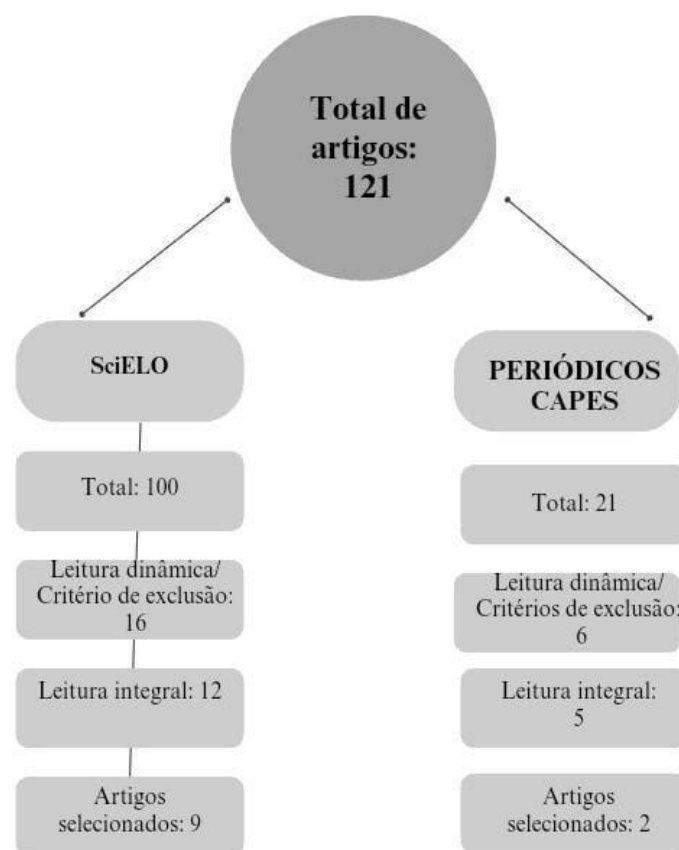 Total de
artigos:
121
SciELO
Total: 100
Leitura dinâmica/
Critério de exclusão:
16
Leitura integral: 12
Artigos
selecionados: 9
PERIÓDICOS
CAPES
Total: 21
Leitura dinâmica/
Critérios de exclusão:
6
Leitura integral:
5
Artigos
selecionados: 2